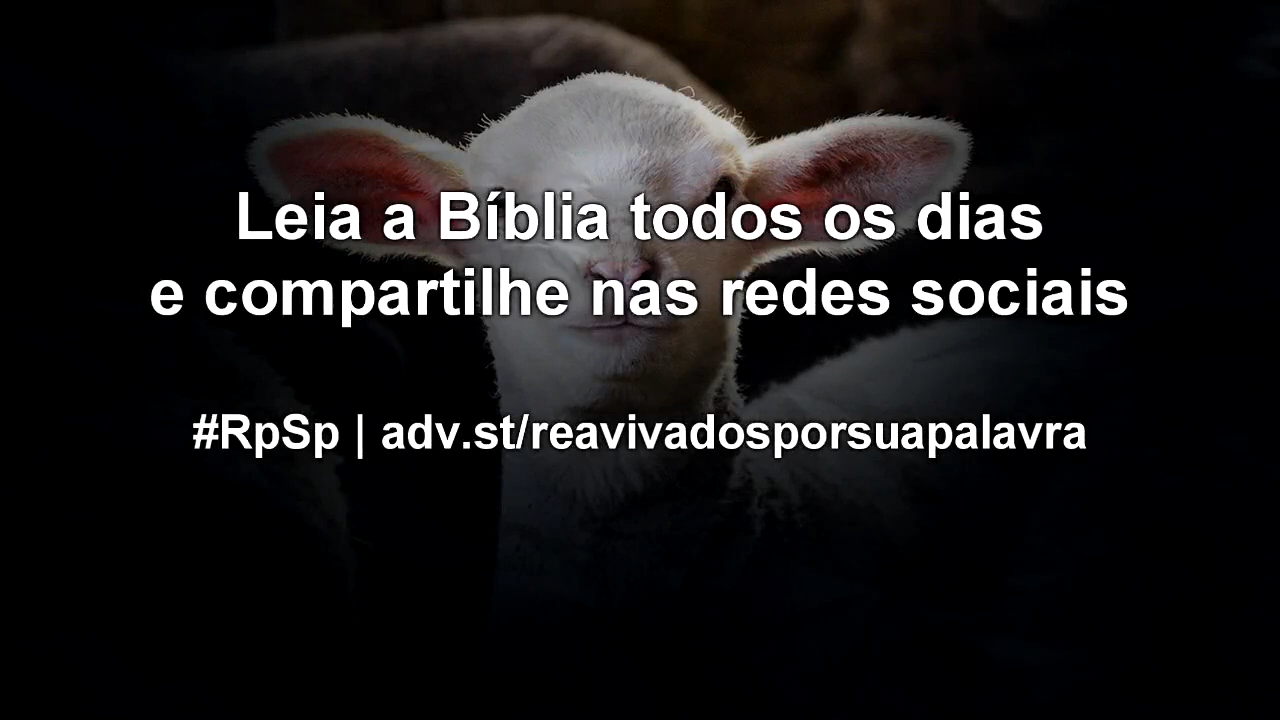 Leia a Bíblia todos os dias
e compartilhe nas redes sociais
#RpSp | adv.st/reavivadosporsuapalavra